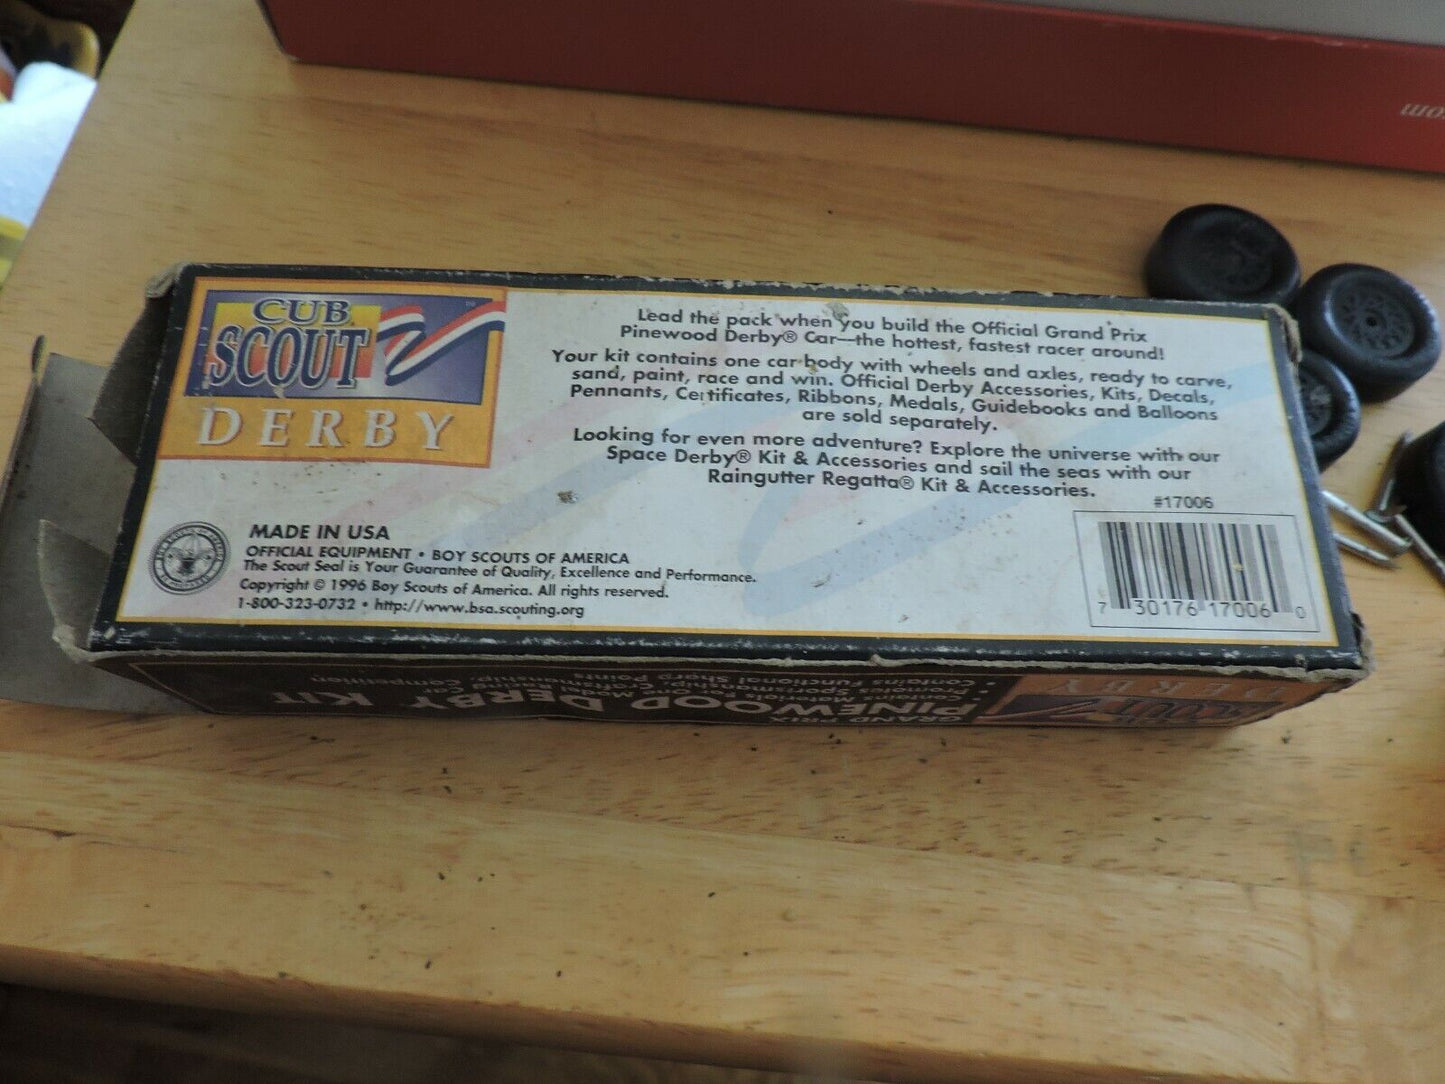 CUB
SCOUT
DERBY
Lead the pack when you build the Official Grand Prix
Pinewood Derby® Car—the hottest, fastest racer around!
Your kit contains one car body with wheels and axles, ready to carve,
sand, paint, race and win. Official Derby Accessories, Kits, Decals,
Pennants, Certificates, Ribbons, Medals, Guidebooks and Balloons
are sold separately.
Looking for even more adventure? Explore the universe with our
Space Derby® Kit & Accessories and sail the seas with our
Raingutter Regatta® Kit & Accessories.
#17006
7 30176 17006 0
MADE IN USA
OFFICIAL EQUIPMENT • BOY SCOUTS OF AMERICA
The Scout Seal is Your Guarantee of Quality, Excellence and Performance.
Copyright © 1996 Boy Scouts of America. All rights reserved.
1-800-323-0732 • http://www.bsa.scouting.org
SCOUT
DERBY
GRAND PRIX
PINEWOOD DERBY KIT